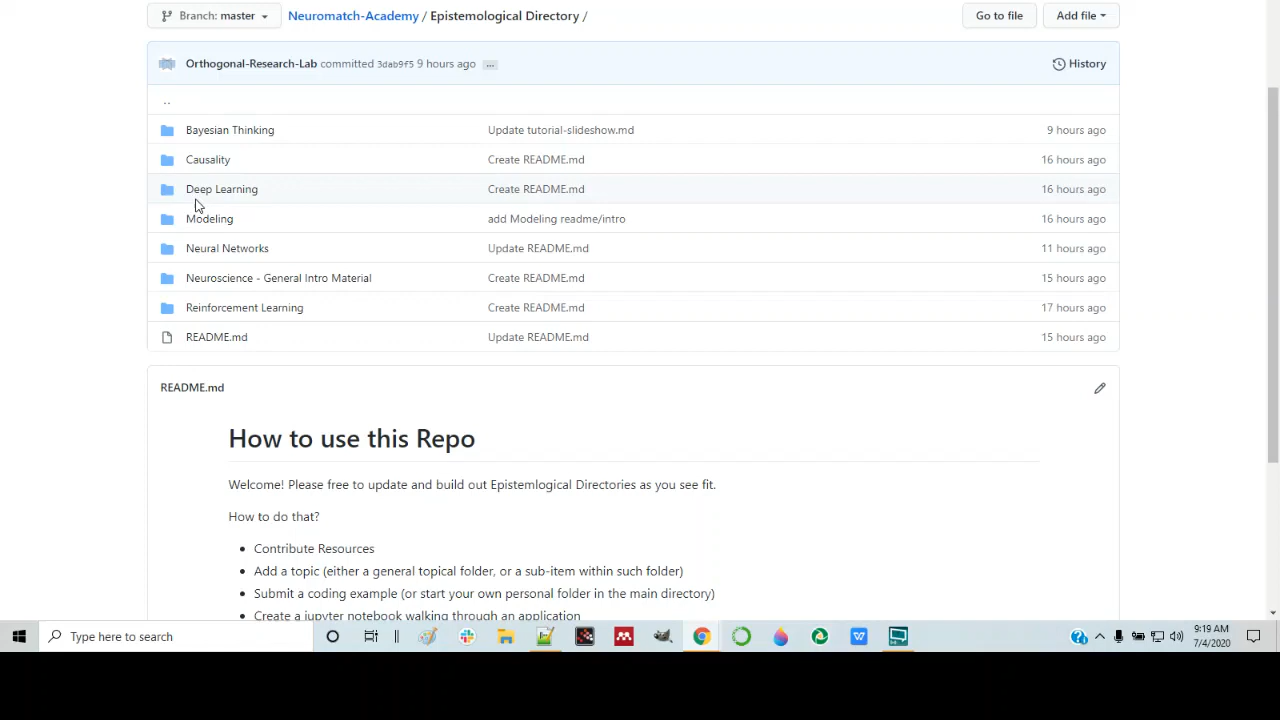 Branch: master Neuromatch-Academy / Epistemological Directory / Go to file Add file
Orthogonal-Research-Lab committed 3dab9f5 9 hours ago ... History
..
Bayesian Thinking Update tutorial-slideshow.md 9 hours ago
Causality Create README.md 16 hours ago
Deep Learning Create README.md 16 hours ago
Modeling add Modeling readme/intro 16 hours ago
Neural Networks Update README.md 11 hours ago
Neuroscience - General Intro Material Create README.md 15 hours ago
Reinforcement Learning Create README.md 17 hours ago
README.md Update README.md 15 hours ago
README.md
How to use this Repo
Welcome! Please free to update and build out Epistemlogical Directories as you see fit.
How to do that?
• Contribute Resources
• Add a topic (either a general topical folder, or a sub-item within such folder)
• Submit a coding example (or start your own personal folder in the main directory)
• Create a jupyter notebook walking through an application
Type here to search
9:19 AM
7/4/2020